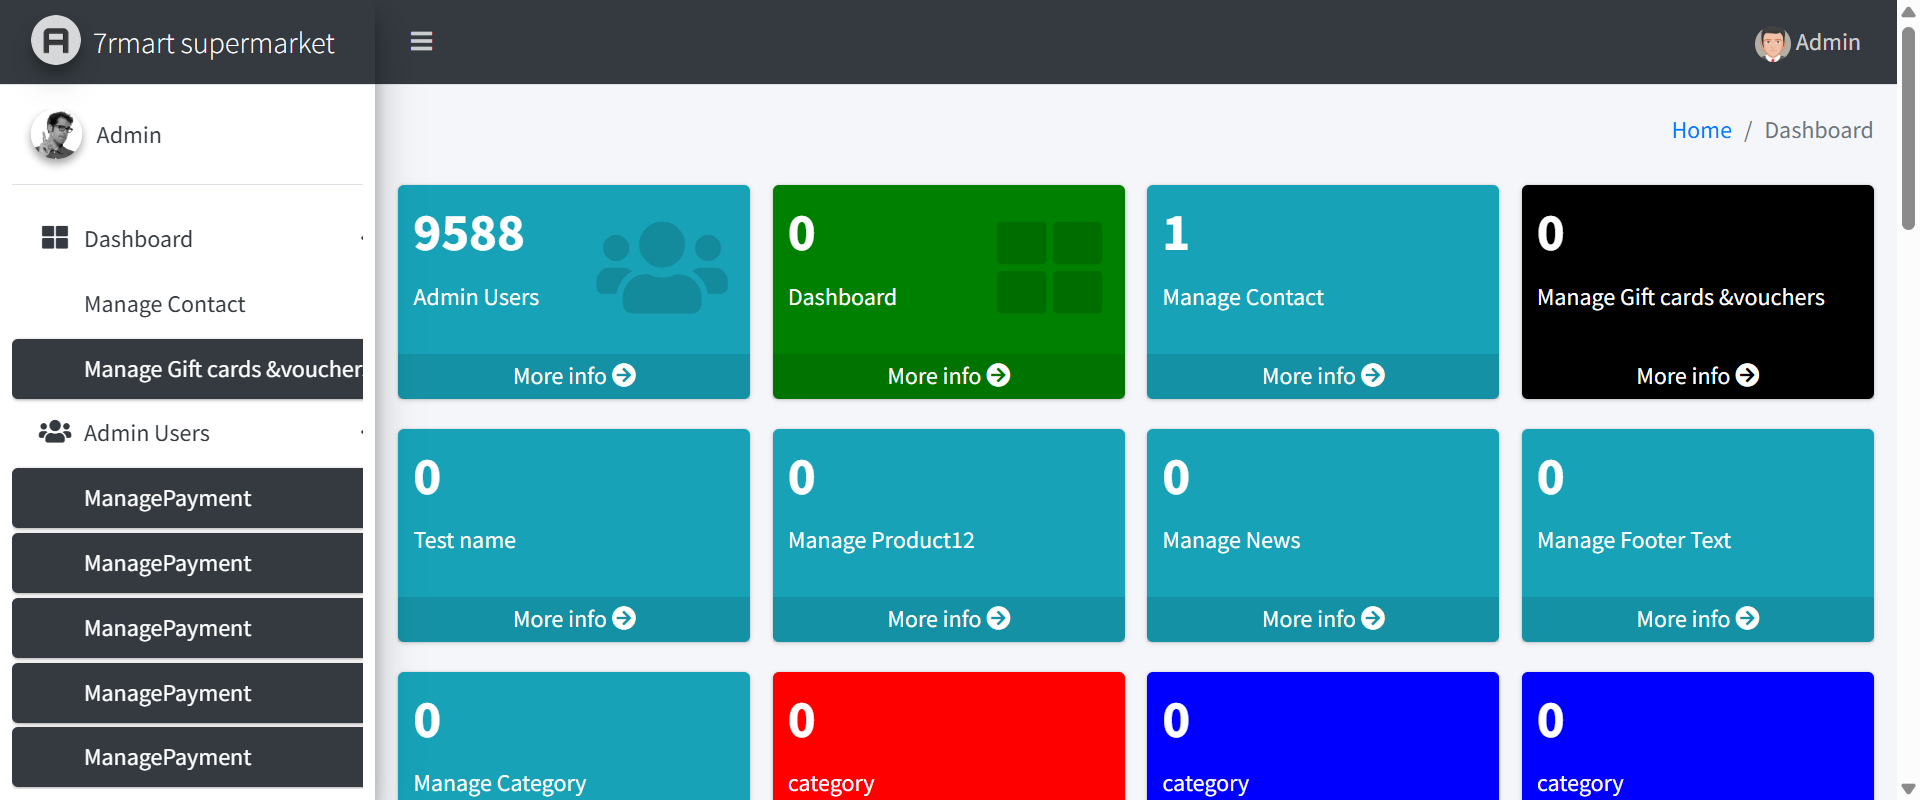 7rmart supermarket
Admin
Admin
Home / Dashboard
Dashboard
Manage Contact
Manage Gift cards &voucher
Admin Users
ManagePayment
ManagePayment
ManagePayment
ManagePayment
ManagePayment
9588
Admin Users
More info
0
Dashboard
More info
1
Manage Contact
More info
0
Manage Gift cards &vouchers
More info
0
Test name
More info
0
Manage Product12
More info
0
Manage News
More info
0
Manage Footer Text
More info
0
Manage Category
0
category
0
category
0
category